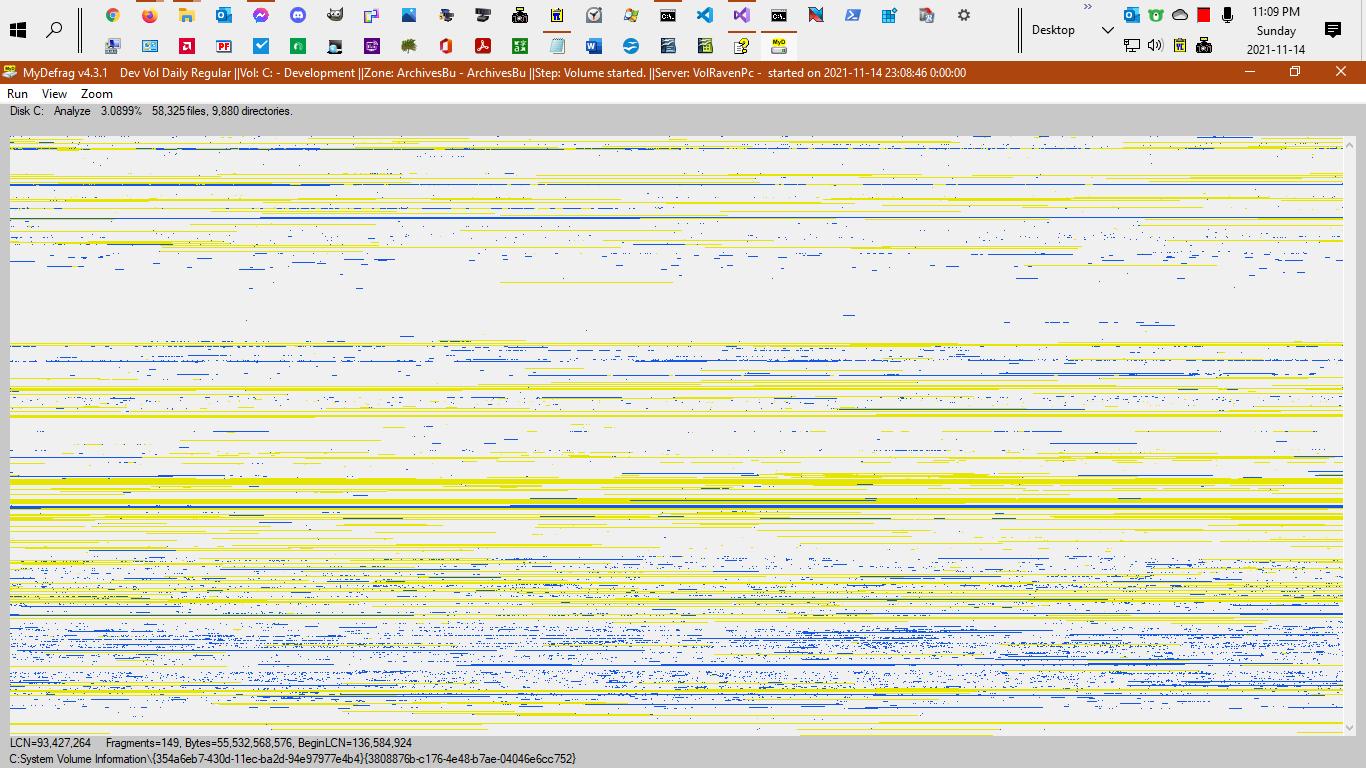 11:09 PM
Desktop
Sunday
2021-11-14
MyDefrag v4.3.1 Dev Vol Daily Regular ||Vol: C: - Development ||Zone: ArchivesBu - ArchivesBu ||Step: Volume started. ||Server: VolRavenPc - started on 2021-11-14 23:08:46 0:00:00
Run View Zoom
Disk C: Analyze 3.0899% 58,325 files, 9,880 directories.
LCN=93,427,264 Fragments=149, Bytes=55,532,568,576, BeginLCN=136,584,924
C:System Volume Information\{354a6eb7-430d-11ec-ba2d-94e97977e4b4}{3808876b-c176-4e48-b7ae-04046e6cc752}